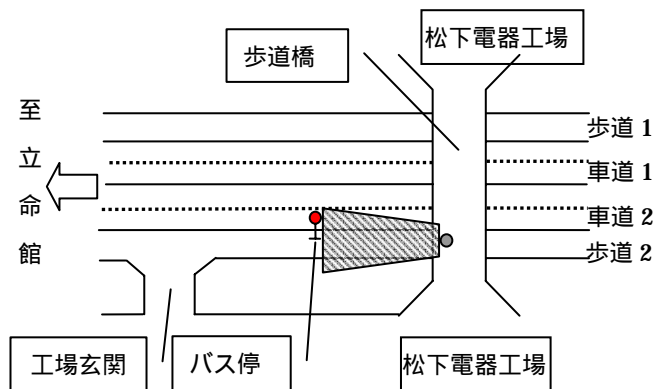 松下電器工場
歩道橋
至立命館
歩道 1
車道 1
車道 2
歩道 2
工場玄関
バス停
松下電器工場